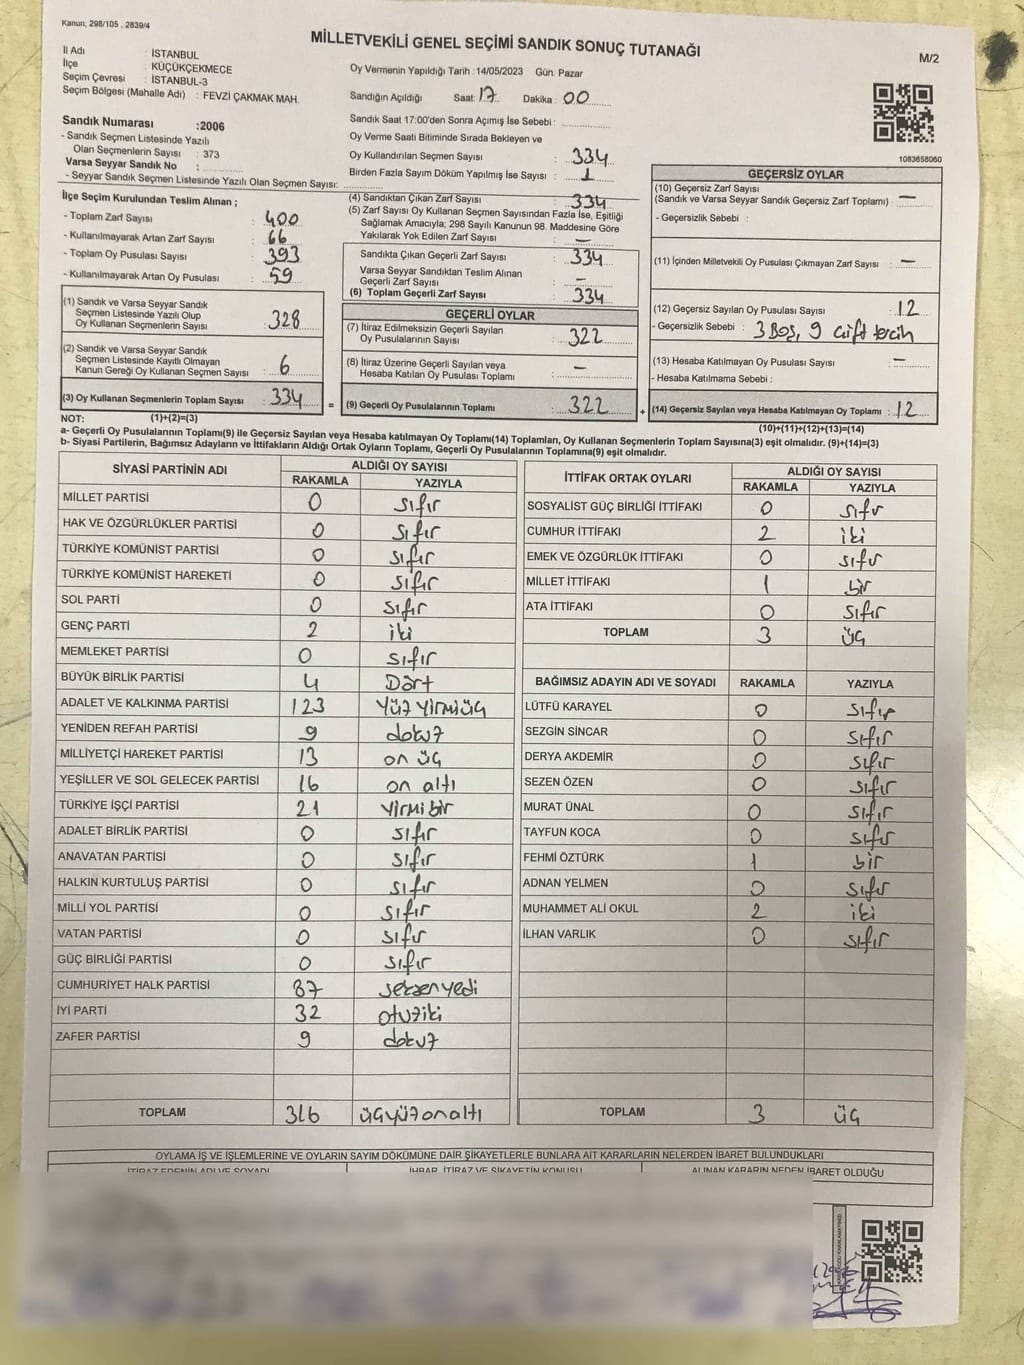 Kanun; 298/105 , 2839/4
MİLLETVEKİLİ GENEL SEÇİMİ SANDIK SONUÇ TUTANAĞI
M/2
İl Adı : İSTANBUL
İlçe : KÜÇÜKÇEKMECE
Seçim Çevresi : İSTANBUL-3
Seçim Bölgesi (Mahalle Adı) : FEVZİ ÇAKMAK MAH.
Sandık Numarası :2006
- Sandık Seçmen Listesinde Yazılı
Olan Seçmenlerin Sayısı : 373
Varsa Seyyar Sandık No :
- Seyyar Sandık Seçmen Listesinde Yazılı Olan Seçmen Sayısı:
Oy Vermenin Yapıldığı Tarih : 14/05/2023 Gün: Pazar
Sandığın Açıldığı Saat: 17 Dakika : 00
Sandık Saat 17:00'den Sonra Açımış İse Sebebi :
Oy Verme Saati Bitiminde Sırada Bekleyen ve
Oy Kullandırılan Seçmen Sayısı : 334
Birden Fazla Sayım Döküm Yapılmış İse Sayısı : 1
1083658060
İlçe Seçim Kurulundan Teslim Alınan ;
- Toplam Zarf Sayısı : 400
- Kullanılmayarak Artan Zarf Sayısı : 66
- Toplam Oy Pusulası Sayısı : 393
- Kullanılmayarak Artan Oy Pusulası : 59
(1) Sandık ve Varsa Seyyar Sandık
Seçmen Listesinde Yazılı Olup
Oy Kullanan Seçmenlerin Sayısı : 328
(2) Sandık ve Varsa Seyyar Sandık
Seçmen Listesinde Kayıtlı Olmayan
Kanun Gereği Oy Kullanan Seçmen Sayısı : 6
(3) Oy Kullanan Seçmenlerin Toplam Sayısı : 334
(4) Sandıktan Çıkan Zarf Sayısı : 334
(5) Zarf Sayısı Oy Kullanan Seçmen Sayısından Fazla İse, Eşitliği
Sağlamak Amacıyla; 298 Sayılı Kanunun 98. Maddesine Göre
Yakılarak Yok Edilen Zarf Sayısı : —
Sandıkta Çıkan Geçerli Zarf Sayısı : 334
Varsa Seyyar Sandıktan Teslim Alınan
Geçerli Zarf Sayısı : —
(6) Toplam Geçerli Zarf Sayısı : 334
GEÇERLİ OYLAR
(7) İtiraz Edilmeksizin Geçerli Sayılan
Oy Pusulalarının Sayısı : 322
(8) İtiraz Üzerine Geçerli Sayılan veya
Hesaba Katılan Oy Pusulası Toplamı : —
= (9) Geçerli Oy Pusulalarının Toplamı : 322
GEÇERSİZ OYLAR
(10) Geçersiz Zarf Sayısı
(Sandık ve Varsa Seyyar Sandık Geçersiz Zarf Toplamı) : —
- Geçersizlik Sebebi :
(11) İçinden Milletvekili Oy Pusulası Çıkmayan Zarf Sayısı : —
(12) Geçersiz Sayılan Oy Pusulası Sayısı : 12
- Geçersizlik Sebebi : 3 Boş, 9 çift tercih
(13) Hesaba Katılmayan Oy Pusulası Sayısı : —
- Hesaba Katılmama Sebebi :
+ (14) Geçersiz Sayılan veya Hesaba Katılmayan Oy Toplamı : 12
NOT: (1)+(2)=(3)
(10)+(11)+(12)+(13)=(14)
a- Geçerli Oy Pusulalarının Toplamı(9) ile Geçersiz Sayılan veya Hesaba katılmayan Oy Toplamı(14) Toplamları, Oy Kullanan Seçmenlerin Toplam Sayısına(3) eşit olmalıdır. (9)+(14)=(3)
b- Siyasi Partilerin, Bağımsız Adayların ve İttifakların Aldığı Ortak Oyların Toplamı, Geçerli Oy Pusulalarının Toplamına(9) eşit olmalıdır.
SİYASİ PARTİNİN ADI ALDIĞI OY SAYISI
RAKAMLA YAZIYLA
MİLLET PARTİSİ 0 sıfır
HAK VE ÖZGÜRLÜKLER PARTİSİ 0 sıfır
TÜRKİYE KOMÜNİST PARTİSİ 0 sıfır
TÜRKİYE KOMÜNİST HAREKETİ 0 sıfır
SOL PARTİ 0 sıfır
GENÇ PARTİ 2 iki
MEMLEKET PARTİSİ 0 sıfır
BÜYÜK BİRLİK PARTİSİ 4 Dört
ADALET VE KALKINMA PARTİSİ 123 Yüz yirmiüç
YENİDEN REFAH PARTİSİ 9 dokuz
MİLLİYETÇİ HAREKET PARTİSİ 13 on üç
YEŞİLLER VE SOL GELECEK PARTİSİ 16 on altı
TÜRKİYE İŞÇİ PARTİSİ 21 yirmi bir
ADALET BİRLİK PARTİSİ 0 sıfır
ANAVATAN PARTİSİ 0 sıfır
HALKIN KURTULUŞ PARTİSİ 0 sıfır
MİLLİ YOL PARTİSİ 0 sıfır
VATAN PARTİSİ 0 sıfır
GÜÇ BİRLİĞİ PARTİSİ 0 sıfır
CUMHURİYET HALK PARTİSİ 87 seksenyedi
İYİ PARTİ 32 otuziki
ZAFER PARTİSİ 9 dokuz
TOPLAM 316 üçyüzonaltı
İTTİFAK ORTAK OYLARI ALDIĞI OY SAYISI
RAKAMLA YAZIYLA
SOSYALİST GÜÇ BİRLİĞİ İTTİFAKI 0 sıfır
CUMHUR İTTİFAKI 2 iki
EMEK VE ÖZGÜRLÜK İTTİFAKI 0 sıfır
MİLLET İTTİFAKI 1 bir
ATA İTTİFAKI 0 sıfır
TOPLAM 3 üç
BAĞIMSIZ ADAYIN ADI VE SOYADI RAKAMLA YAZIYLA
LÜTFÜ KARAYEL 0 sıfır
SEZGİN SİNCAR 0 sıfır
DERYA AKDEMİR 0 sıfır
SEZEN ÖZEN 0 sıfır
MURAT ÜNAL 0 sıfır
TAYFUN KOCA 0 sıfır
FEHMİ ÖZTÜRK 1 bir
ADNAN YELMEN 0 sıfır
MUHAMMET ALİ OKUL 2 iki
İLHAN VARLIK 0 sıfır
TOPLAM 3 üç
OYLAMA İŞ VE İŞLEMLERİNE VE OYLARIN SAYIM DÖKÜMÜNE DAİR ŞİKAYETLERLE BUNLARA AİT KARARLARIN NELERDEN İBARET BULUNDUKLARI
İTİRAZ EDENİN ADI VE SOYADI İHBAR, İTİRAZ VE ŞİKAYETİN KONUSU ALINAN KARARIN NEDEN İBARET OLDUĞU